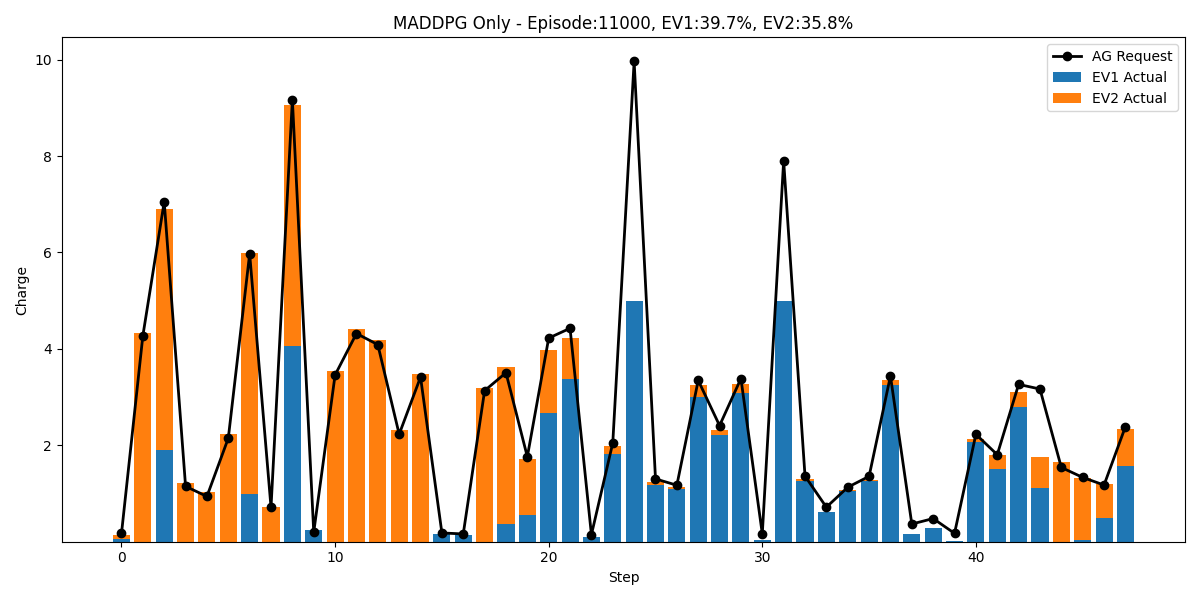 MADDPG Only - Episode:11000, EV1:39.7%, EV2:35.8%
AG Request
EV1 Actual
EV2 Actual
10
8
6
4
2
Charge
0 10 20 30 40
Step